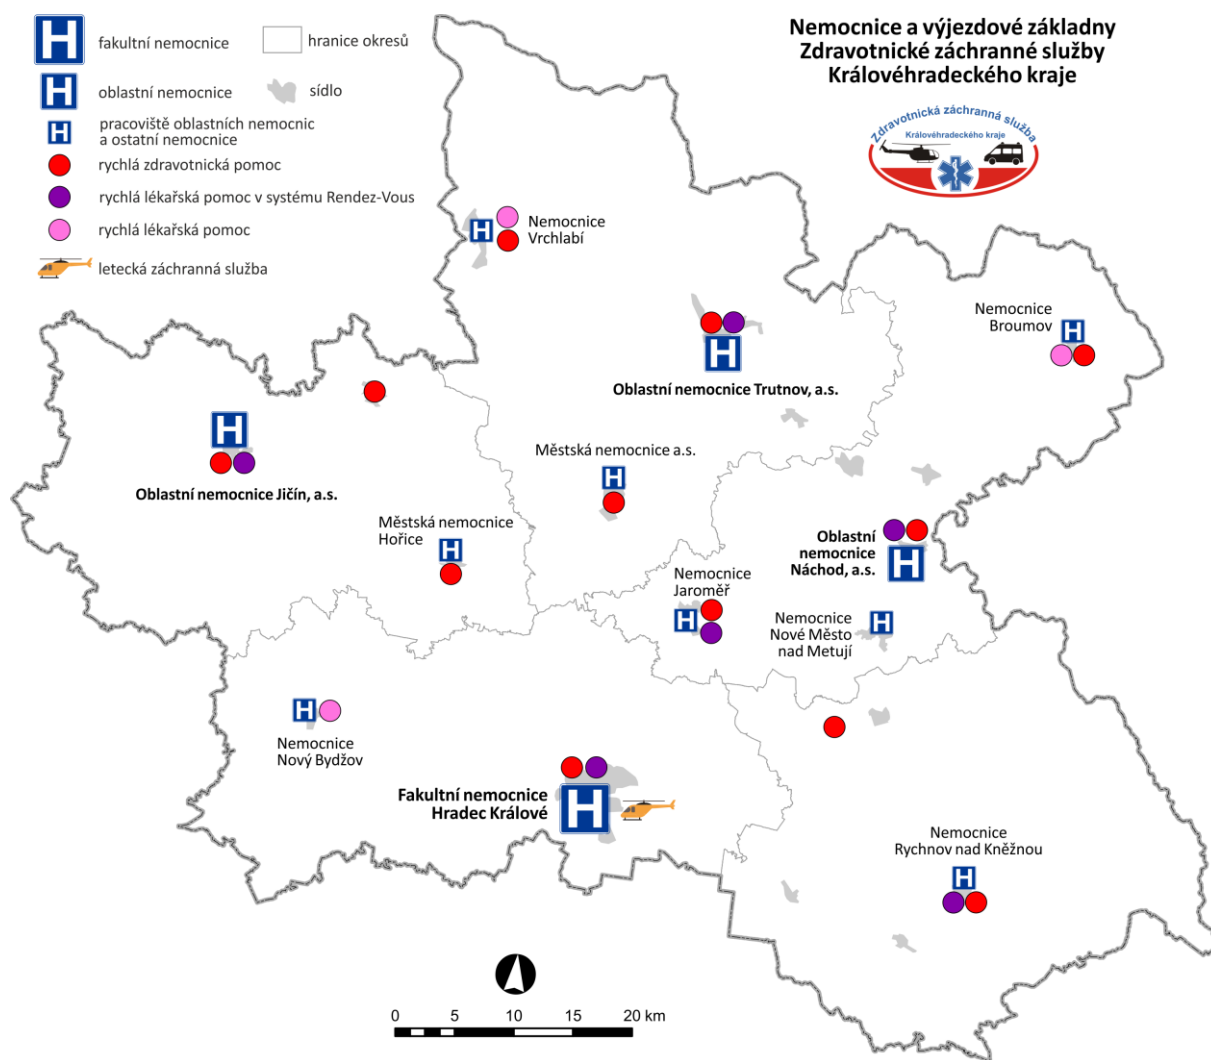 Nemocnice a výjezdové základny
Zdravotnické záchranné služby
Královéhradeckého kraje
Zdravotnická záchranná služba
Královéhradeckého kraje
fakultní nemocnice
hranice okresů
oblastní nemocnice
sídlo
pracoviště oblastních nemocnic
a ostatní nemocnice
rychlá zdravotnická pomoc
rychlá lékařská pomoc v systému Rendez-Vous
rychlá lékařská pomoc
letecká záchranná služba
Nemocnice
Vrchlabí
Nemocnice
Broumov
Oblastní nemocnice Trutnov, a.s.
Městská nemocnice a.s.
Oblastní nemocnice Jičín, a.s.
Městská nemocnice
Hořice
Oblastní
nemocnice
Náchod, a.s.
Nemocnice
Jaroměř
Nemocnice
Nové Město
nad Metují
Nemocnice
Nový Bydžov
Fakultní nemocnice
Hradec Králové
Nemocnice
Rychnov nad Kněžnou
0 5 10 15 20 km